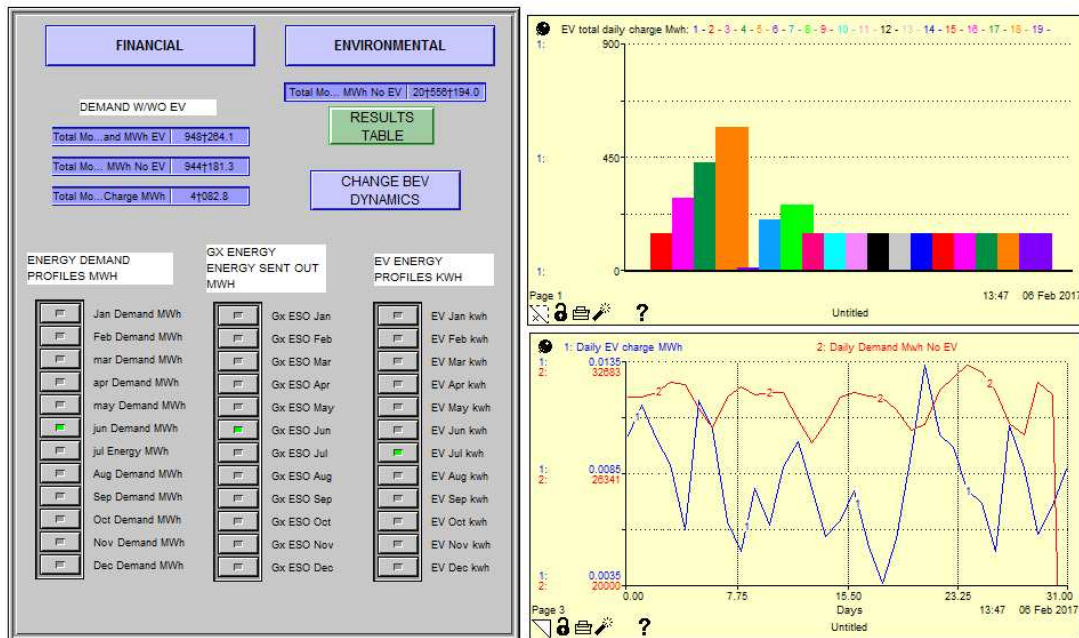 FINANCIAL
ENVIRONMENTAL
Total Mo... MWh No EV 20†556†194.0
DEMAND W/WO EV
RESULTS
TABLE
Total Mo...and MWh EV 948†264.1
Total Mo... MWh No EV 944†181.3
Total Mo...Charge MWh 4†082.8
CHANGE BEV
DYNAMICS
ENERGY DEMAND
PROFILES MWH
GX ENERGY
ENERGY SENT OUT
MWH
EV ENERGY
PROFILES KWH
Jan Demand MWh Gx ESO Jan EV Jan kwh
Feb Demand MWh Gx ESO Feb EV Feb kwh
mar Demand MWh Gx ESO Mar EV Mar kwh
apr Demand MWh Gx ESO Apr EV Apr kwh
may Demand MWh Gx ESO May EV May kwh
jun Demand MWh Gx ESO Jun EV Jun kwh
jul Energy MWh Gx ESO Jul EV Jul kwh
Aug Demand MWh Gx ESO Aug EV Aug kwh
Sep Demand MWh Gx ESO Sep EV Sep kwh
Oct Demand MWh Gx ESO Oct EV Oct kwh
Nov Demand MWh Gx ESO Nov EV Nov kwh
Dec Demand MWh Gx ESO Dec EV Dec kwh
EV total daily charge Mwh: 1 - 2 - 3 - 4 - 5 - 6 - 7 - 8 - 9 - 10 - 11 - 12 - 13 - 14 - 15 - 16 - 17 - 18 - 19 -
1: 900
1: 450
1: 0
Page 1 13:47 06 Feb 2017
? Untitled
1: Daily EV charge MWh 2: Daily Demand Mwh No EV
1: 0.0135
2: 32683
1: 0.0085
2: 26341
1: 0.0035
2: 20000
1 2 1 2 1 2 1 2
0.00 7.75 15.50 23.25 31.00
Page 3 Days 13:47 06 Feb 2017
? Untitled